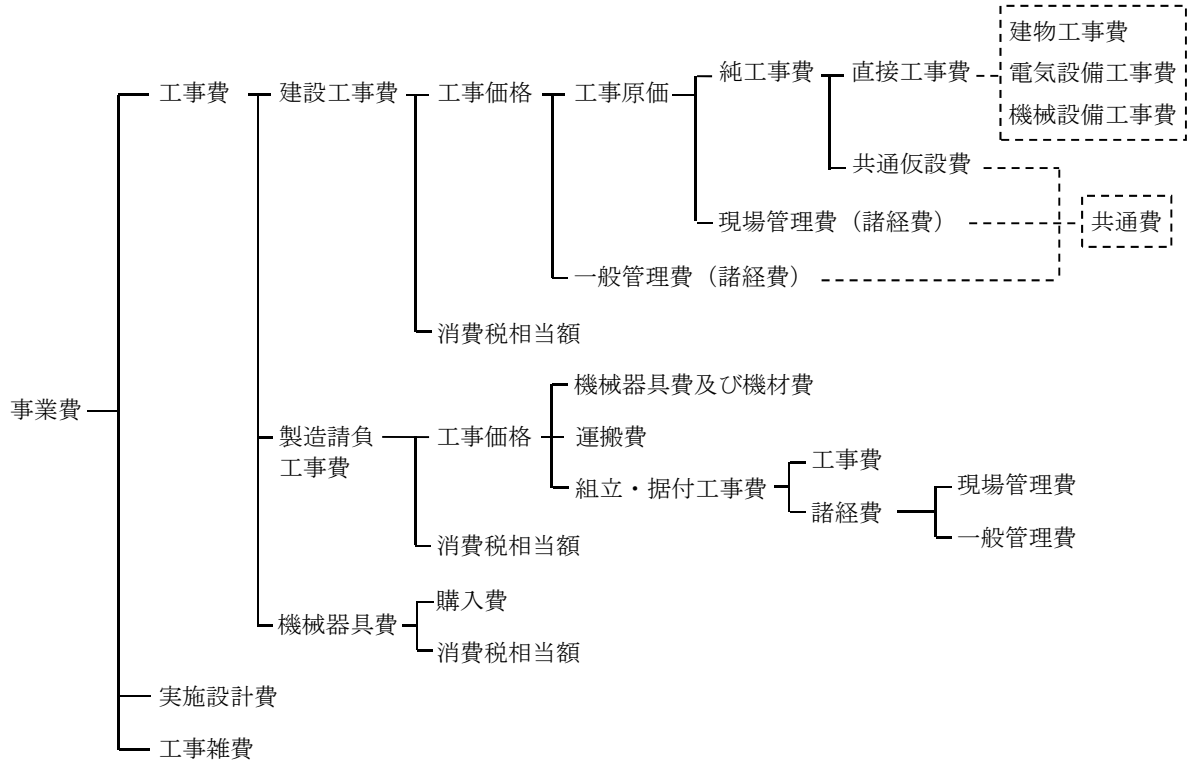 建物工事費
電気設備工事費
機械設備工事費
工事費
建設工事費
工事価格
工事原価
純工事費
直接工事費
共通仮設費
現場管理費（諸経費）
共通費
一般管理費（諸経費）
消費税相当額
事業費
製造請負
工事費
工事価格
機械器具費及び機材費
運搬費
組立・据付工事費
工事費
諸経費
現場管理費
一般管理費
消費税相当額
機械器具費
購入費
消費税相当額
実施設計費
工事雑費